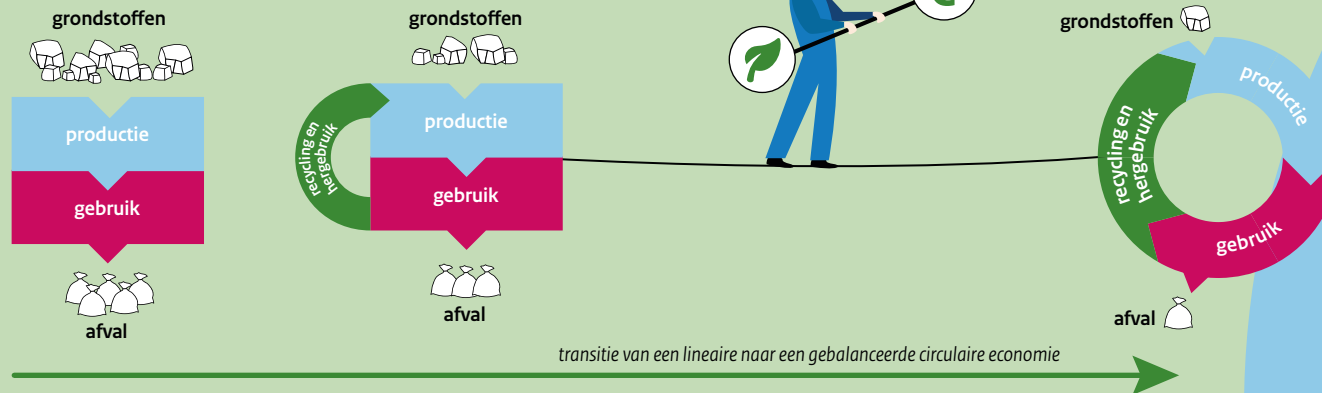 grondstoffen
productie
gebruik
afval
grondstoffen
recycling en
hergebruik
productie
gebruik
afval
grondstoffen
productie
recycling en
hergebruik
gebruik
afval
transitie van een lineaire naar een gebalanceerde circulaire economie